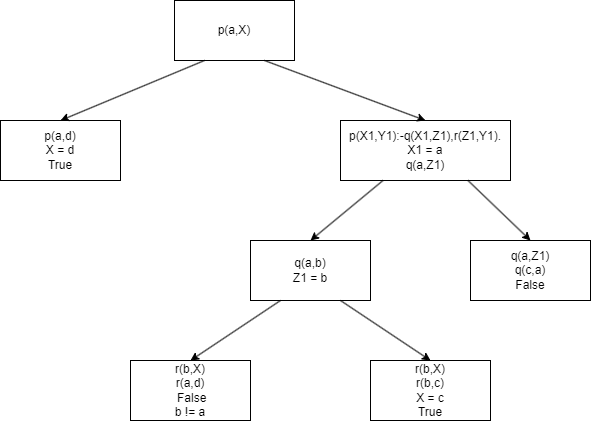 p(a,X)
p(a,d)
X = d
True
p(X1,Y1):-q(X1,Z1),r(Z1,Y1).
X1 = a
q(a,Z1)
q(a,b)
Z1 = b
q(a,Z1)
q(c,a)
False
r(b,X)
r(a,d)
False
b != a
r(b,X)
r(b,c)
X = c
True